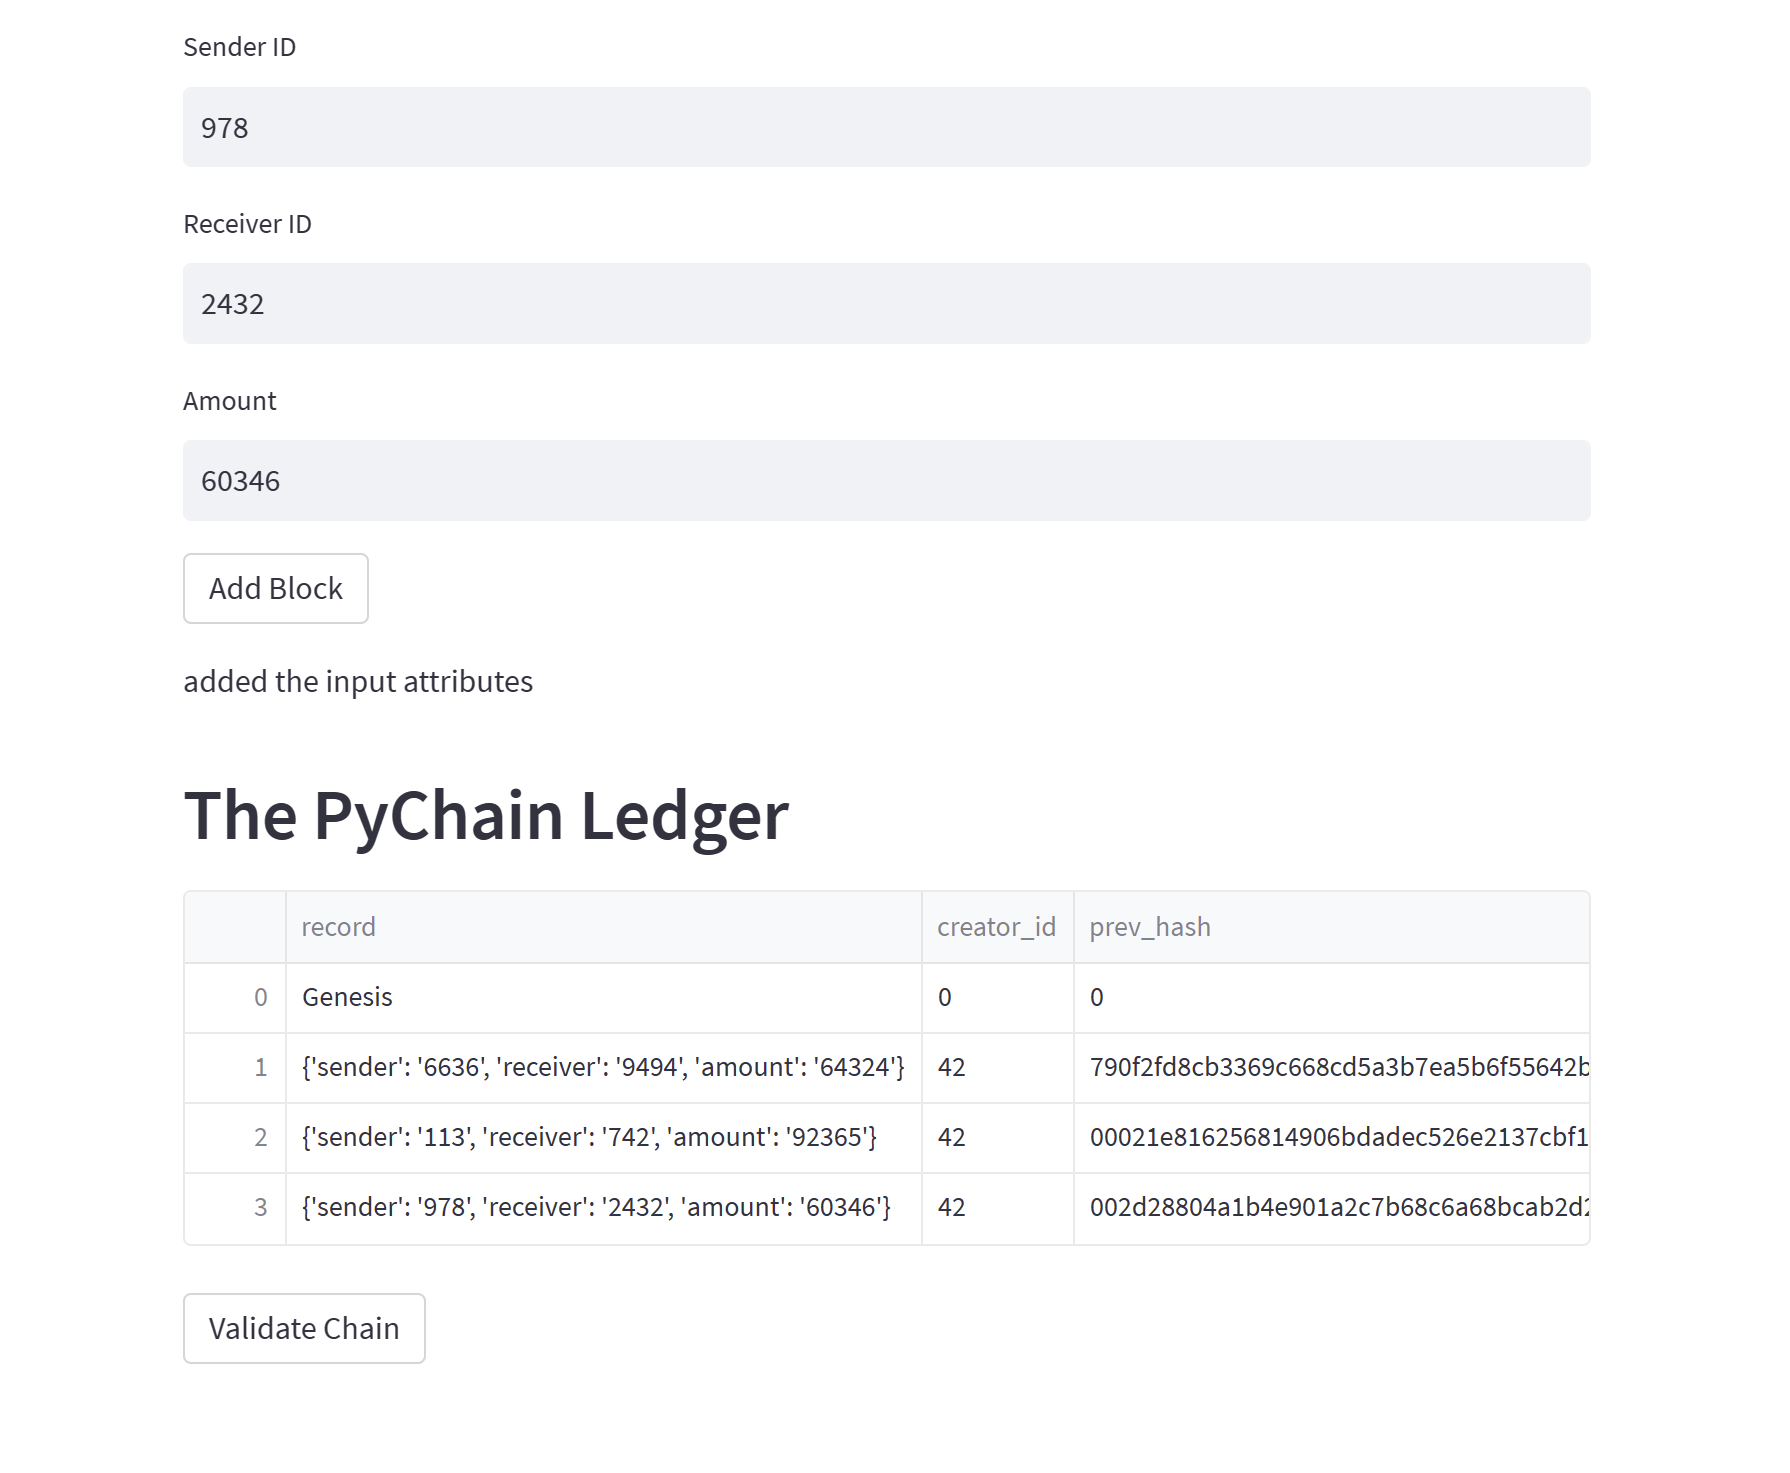 Sender ID
978
Receiver ID
2432
Amount
60346
Add Block
added the input attributes
The PyChain Ledger
record creator_id prev_hash
0 Genesis 0 0
1 {'sender': '6636', 'receiver': '9494', 'amount': '64324'} 42 790f2fd8cb3369c668cd5a3b7ea5b6f55642b
2 {'sender': '113', 'receiver': '742', 'amount': '92365'} 42 00021e816256814906bdadec526e2137cbf1
3 {'sender': '978', 'receiver': '2432', 'amount': '60346'} 42 002d28804a1b4e901a2c7b68c6a68bcab2d2
Validate Chain